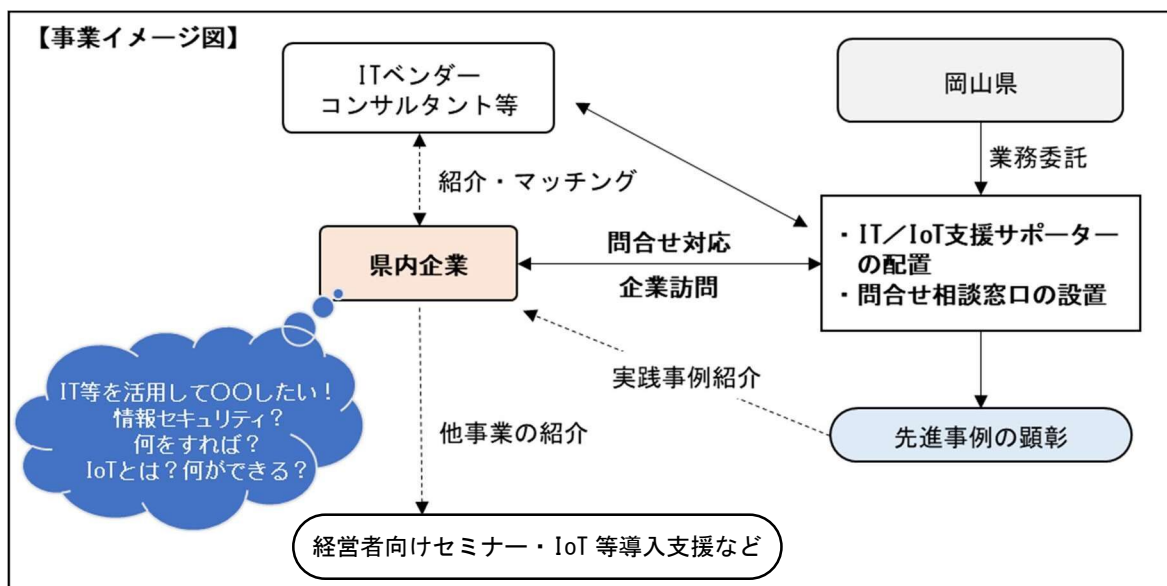 【事業イメージ図】
ITベンダー
コンサルタント等
岡山県
業務委託
紹介・マッチング
県内企業
問合せ対応
企業訪問
・IT／IoT支援サポーター
の配置
・問合せ相談窓口の設置
実践事例紹介
先進事例の顕彰
IT等を活用して〇〇したい！
情報セキュリティ？
何をすれば？
IoTとは？何ができる？
他事業の紹介
経営者向けセミナー・IoT 等導入支援など